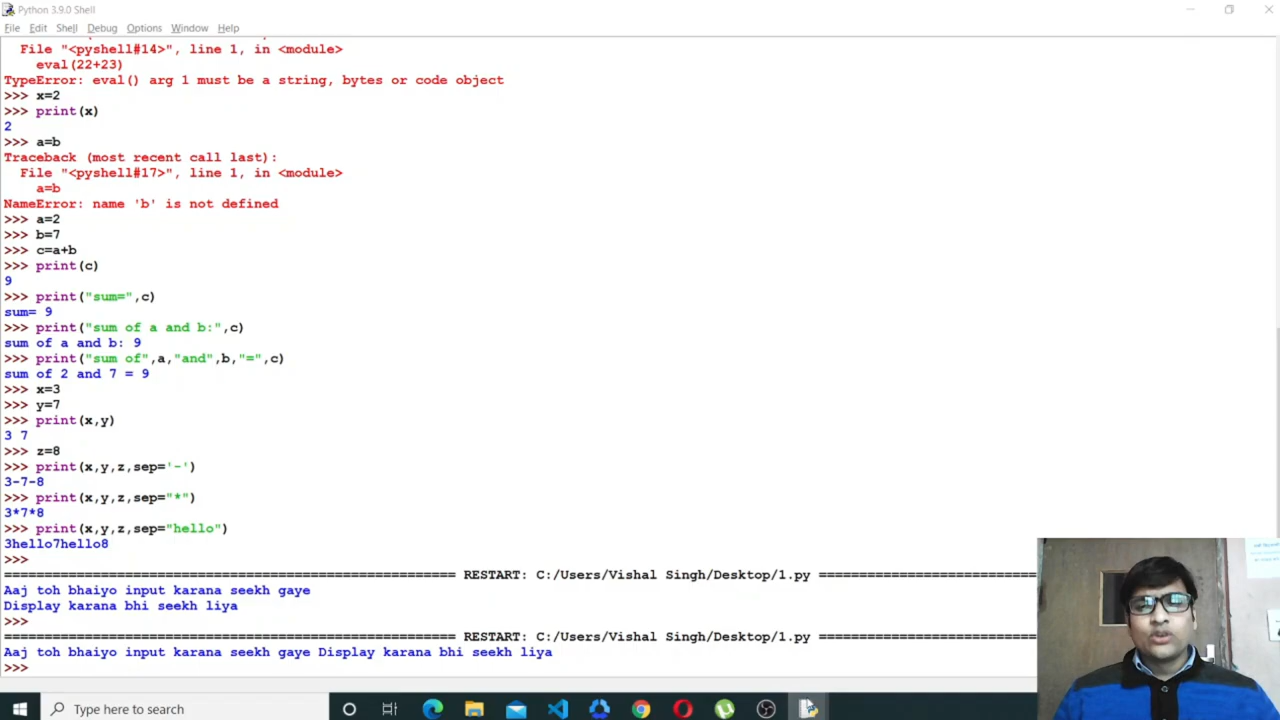 Python 3.9.0 Shell
File Edit Shell Debug Options Window Help
File "<pyshell#14>", line 1, in <module>
eval(22+23)
TypeError: eval() arg 1 must be a string, bytes or code object
>>> x=2
>>> print(x)
2
>>> a=b
Traceback (most recent call last):
File "<pyshell#17>", line 1, in <module>
a=b
NameError: name 'b' is not defined
>>> a=2
>>> b=7
>>> c=a+b
>>> print(c)
9
>>> print("sum=",c)
sum= 9
>>> print("sum of a and b:",c)
sum of a and b: 9
>>> print("sum of",a,"and",b,"=",c)
sum of 2 and 7 = 9
>>> x=3
>>> y=7
>>> print(x,y)
3 7
>>> z=8
>>> print(x,y,z,sep='-')
3-7-8
>>> print(x,y,z,sep="*")
3*7*8
>>> print(x,y,z,sep="hello")
3hello7hello8
>>>
======================================================== RESTART: C:/Users/Vishal Singh/Desktop/1.py ===========================
Aaj toh bhaiyo input karana seekh gaye
Display karana bhi seekh liya
>>>
======================================================== RESTART: C:/Users/Vishal Singh/Desktop/1.py ===========================
Aaj toh bhaiyo input karana seekh gaye Display karana bhi seekh liya
>>>
Type here to search